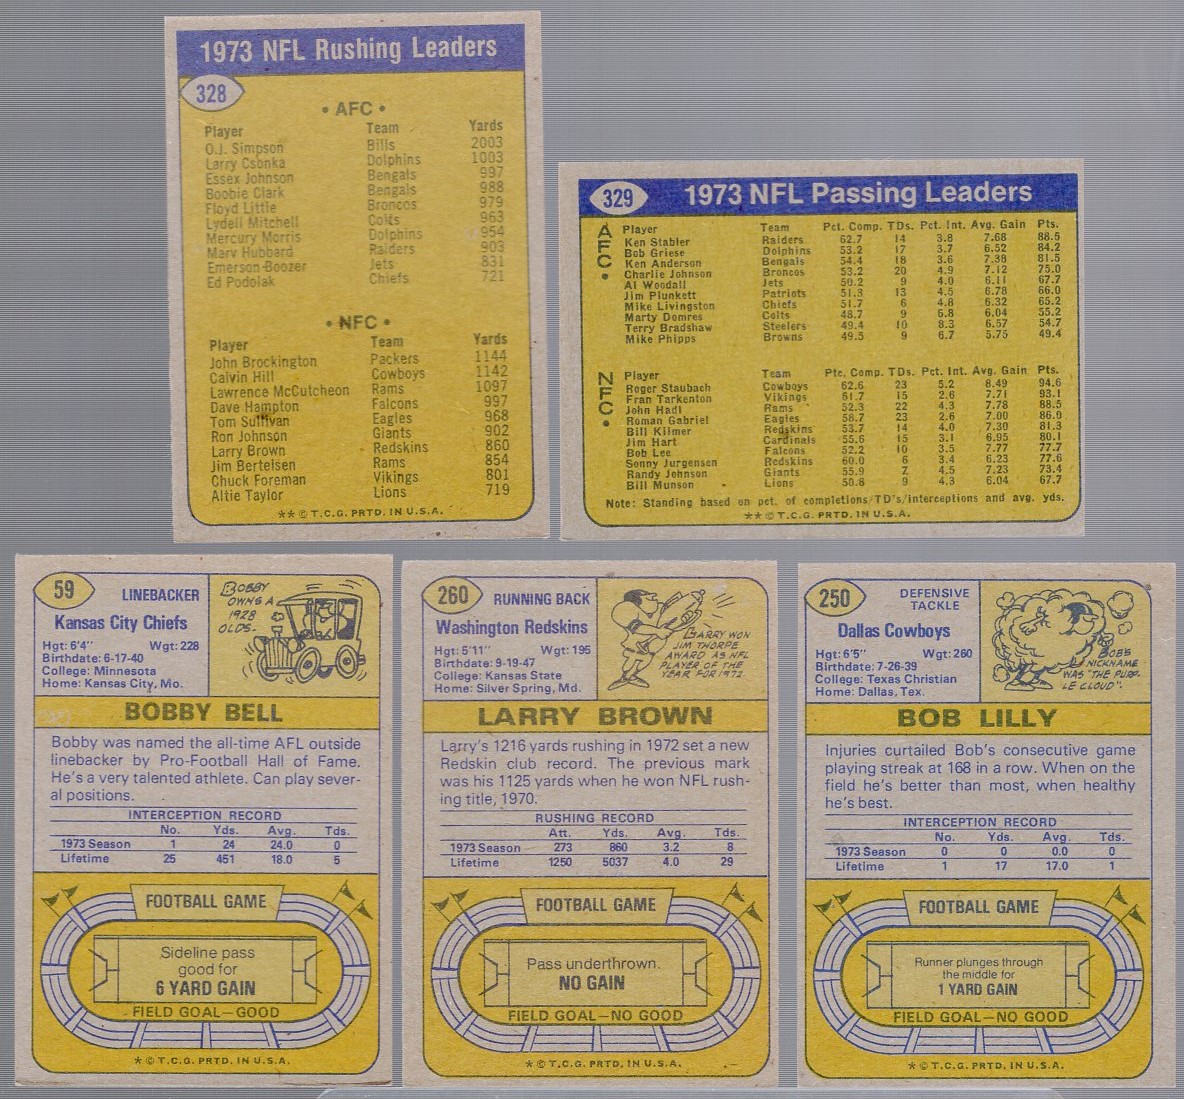 1973 NFL Rushing Leaders
328
• AFC •
Player Team Yards
O.J. Simpson Bills 2003
Larry Csonka Dolphins 1003
Essex Johnson Bengals 997
Boobie Clark Bengals 988
Floyd Little Broncos 979
Lydell Mitchell Colts 963
Mercury Morris Dolphins 954
Marv Hubbard Raiders 903
Emerson Boozer Jets 831
Ed Podolak Chiefs 721
• NFC •
Player Team Yards
John Brockington Packers 1144
Calvin Hill Cowboys 1142
Lawrence McCutcheon Rams 1097
Dave Hampton Falcons 997
Tom Sullivan Eagles 968
Ron Johnson Giants 902
Larry Brown Redskins 860
Jim Bertelsen Rams 854
Chuck Foreman Vikings 801
Altie Taylor Lions 719
** © T.C.G. PRTD. IN U.S.A.
329 1973 NFL Passing Leaders
AFC •
Player Team Pct. Comp. TDs. Pct. Int. Avg. Gain Pts.
Ken Stabler Raiders 62.7 14 3.8 7.68 88.5
Bob Griese Dolphins 53.2 17 3.7 6.52 84.2
Ken Anderson Bengals 54.4 18 3.6 7.38 81.5
Charlie Johnson Broncos 53.2 20 4.9 7.12 75.0
Al Woodall Jets 50.2 9 4.0 6.11 67.7
Jim Plunkett Patriots 51.3 13 4.5 6.78 66.0
Mike Livingston Chiefs 51.7 6 4.8 6.32 65.2
Marty Domres Colts 48.7 9 6.8 6.04 55.2
Terry Bradshaw Steelers 49.4 10 8.3 6.57 54.7
Mike Phipps Browns 49.5 9 6.7 5.75 49.4
NFC •
Player Team Ptc. Comp. TDs. Pct. Int. Avg. Gain Pts.
Roger Staubach Cowboys 62.6 23 5.2 8.49 94.6
Fran Tarkenton Vikings 61.7 15 2.6 7.71 93.1
John Hadl Rams 52.3 22 4.3 7.78 88.5
Roman Gabriel Eagles 58.7 23 2.6 7.00 86.0
Bill Kilmer Redskins 53.7 14 4.0 7.30 81.3
Jim Hart Cardinals 55.6 15 3.1 6.95 80.1
Bob Lee Falcons 52.2 10 3.5 7.77 77.7
Sonny Jurgensen Redskins 60.0 6 3.4 6.23 77.6
Randy Johnson Giants 55.9 7 4.5 7.23 73.4
Bill Munson Lions 50.8 9 4.3 6.04 67.7
Note: Standing based on pct. of completions/TD's/interceptions and avg. yds.
** © T.C.G. PRTD. IN U.S.A.
59 LINEBACKER
Kansas City Chiefs
Hgt: 6'4" Wgt: 228
Birthdate: 6-17-40
College: Minnesota
Home: Kansas City, Mo.
BOBBY
OWNS A
1928
OLDS.
BOBBY BELL
Bobby was named the all-time AFL outside
linebacker by Pro-Football Hall of Fame.
He's a very talented athlete. Can play sever-
al positions.
INTERCEPTION RECORD
No. Yds. Avg. Tds.
1973 Season 1 24 24.0 0
Lifetime 25 451 18.0 5
FOOTBALL GAME
Sideline pass
good for
6 YARD GAIN
FIELD GOAL—GOOD
* © T.C.G. PRTD. IN U.S.A.
260 RUNNING BACK
Washington Redskins
Hgt: 5'11" Wgt: 195
Birthdate: 9-19-47
College: Kansas State
Home: Silver Spring, Md.
LARRY WON
JIM THORPE
AWARD AS NFL
PLAYER OF THE
YEAR FOR 1972
LARRY BROWN
Larry's 1216 yards rushing in 1972 set a new
Redskin club record. The previous mark
was his 1125 yards when he won NFL rush-
ing title, 1970.
RUSHING RECORD
Att. Yds. Avg. Tds.
1973 Season 273 860 3.2 8
Lifetime 1250 5037 4.0 29
FOOTBALL GAME
Pass underthrown.
NO GAIN
FIELD GOAL—NO GOOD
* © T.C.G. PRTD. IN U.S.A.
250 DEFENSIVE
TACKLE
Dallas Cowboys
Hgt: 6'5" Wgt: 260
Birthdate: 7-26-39
College: Texas Christian
Home: Dallas, Tex.
BOB'S
NICKNAME
WAS "THE PURP-
LE CLOUD".
BOB LILLY
Injuries curtailed Bob's consecutive game
playing streak at 168 in a row. When on the
field he's better than most, when healthy
he's best.
INTERCEPTION RECORD
No. Yds. Avg. Tds.
1973 Season 0 0 0.0 0
Lifetime 1 17 17.0 1
FOOTBALL GAME
Runner plunges through
the middle for
1 YARD GAIN
FIELD GOAL—NO GOOD
* © T.C.G. PRTD. IN U.S.A.